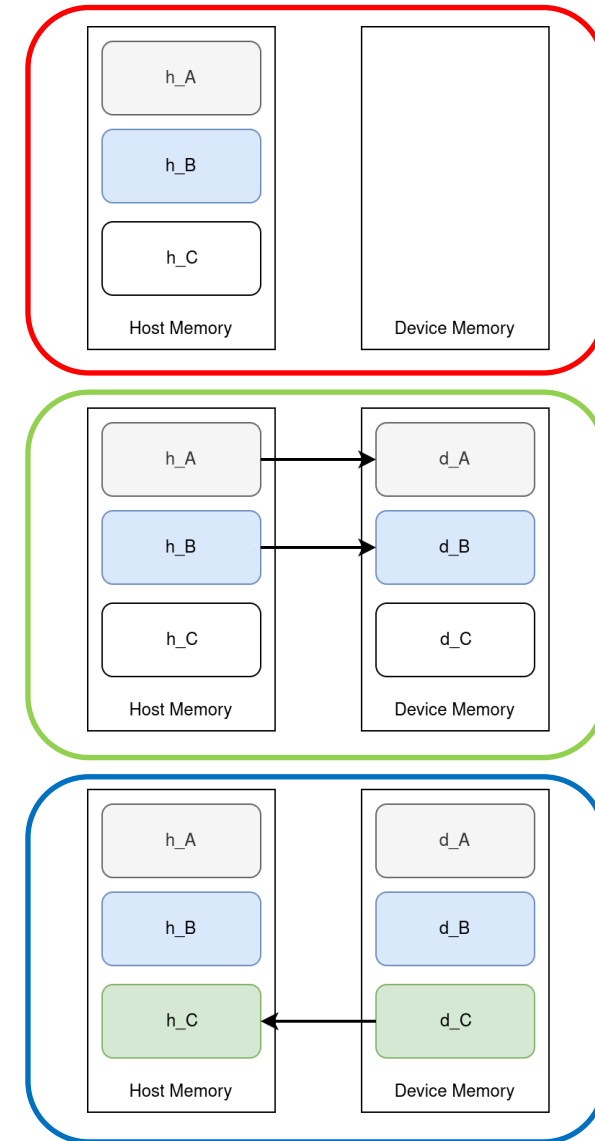 h_A
h_B
h_C
Host Memory
Device Memory
h_A
d_A
h_B
d_B
h_C
d_C
Host Memory
Device Memory
h_A
d_A
h_B
d_B
h_C
d_C
Host Memory
Device Memory